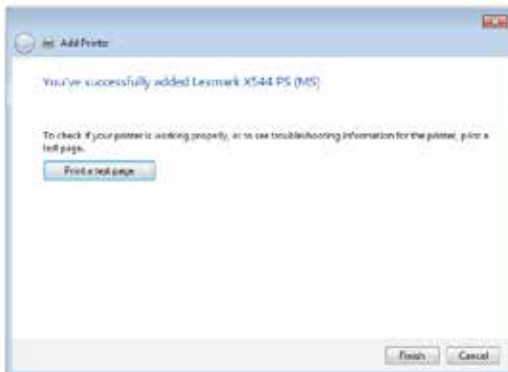 Add Printer
You've successfully added Lexmark X544 PS (MS)
To check if your printer is working properly, or to see troubleshooting information for the printer, print a
test page.
Print a test page
Finish Cancel